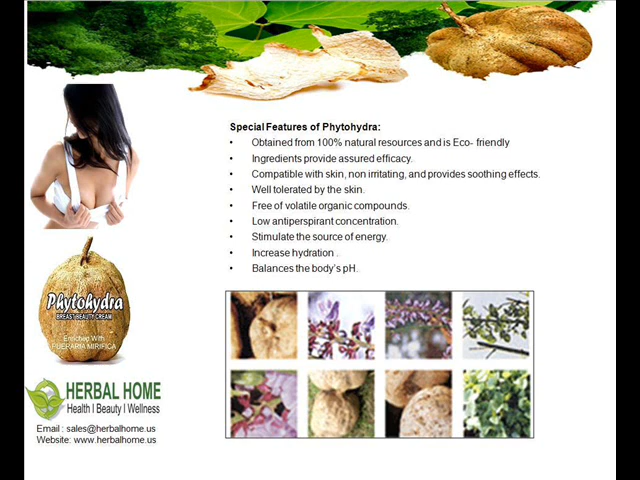 Special Features of Phytohydra:
• Obtained from 100% natural resources and is Eco- friendly
• Ingredients provide assured efficacy.
• Compatible with skin, non irritating, and provides soothing effects.
• Well tolerated by the skin.
• Free of volatile organic compounds.
• Low antiperspirant concentration.
• Stimulate the source of energy.
• Increase hydration .
• Balances the body's pH.
Phytohydra
BREAST BEAUTY CREAM
Enriched With
PUERARIA MIRIFICA
HERBAL HOME
Health | Beauty | Wellness
Email : sales@herbalhome.us
Website: www.herbalhome.us